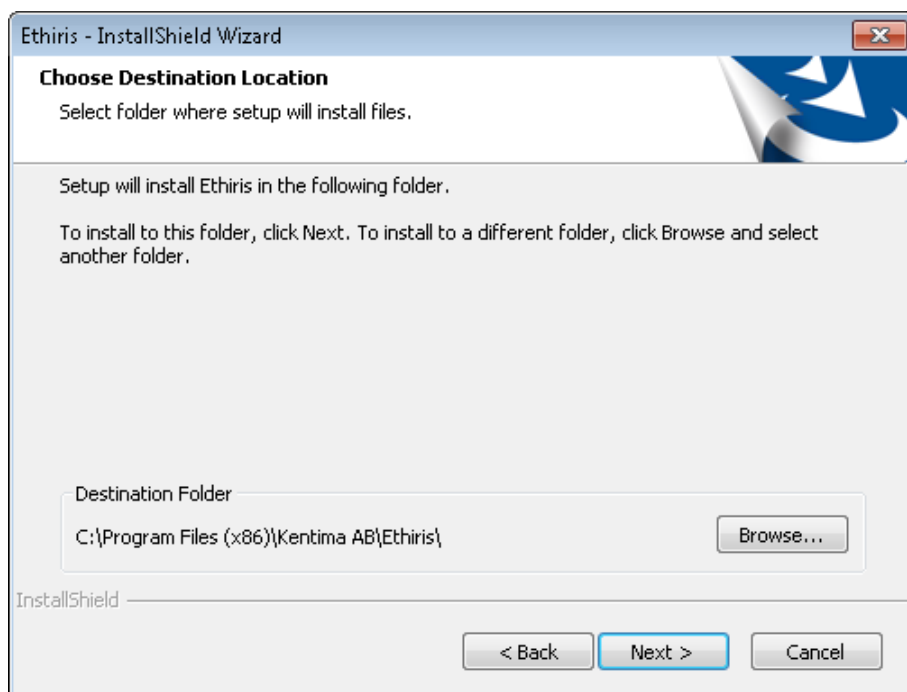 Ethiris - InstallShield Wizard
Choose Destination Location
Select folder where setup will install files.
Setup will install Ethiris in the following folder.
To install to this folder, click Next. To install to a different folder, click Browse and select
another folder.
Destination Folder
C:\Program Files (x86)\Kentima AB\Ethiris\
Browse...
InstallShield
< Back
Next >
Cancel